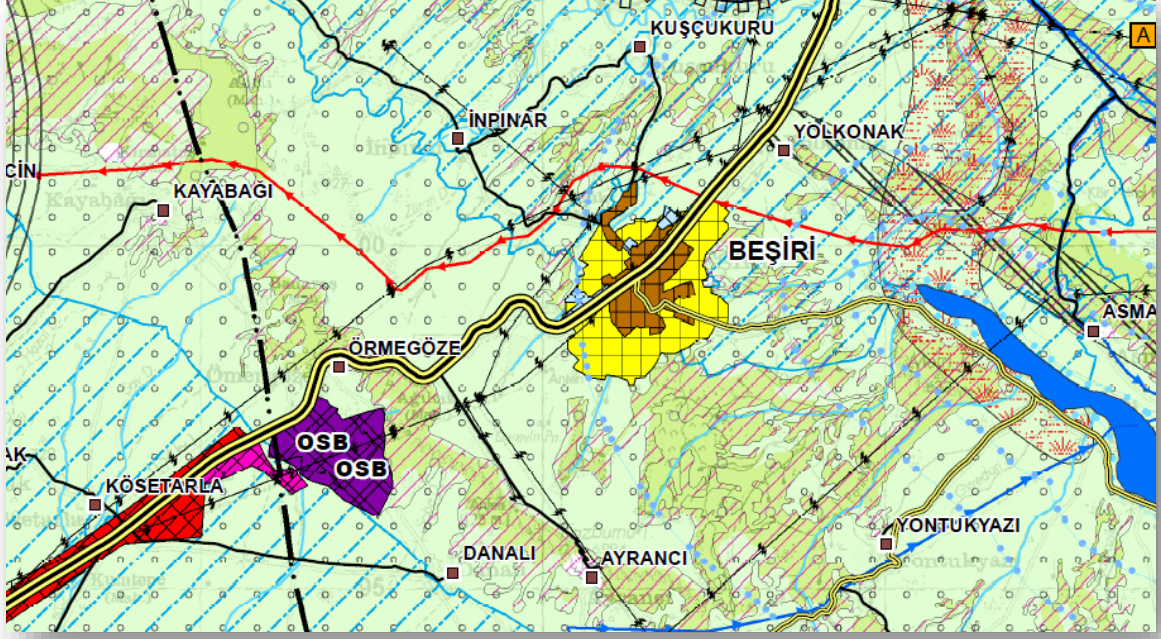 KUŞÇUKURU
A
İNPINAR
YOLKONAK
CİN
KAYABAĞI
BEŞİRİ
ASMA
ÖRMEGÖZE
OSB
OSB
AK
KÖSETARLA
YONTUKYAZI
DANALI
AYRANCI